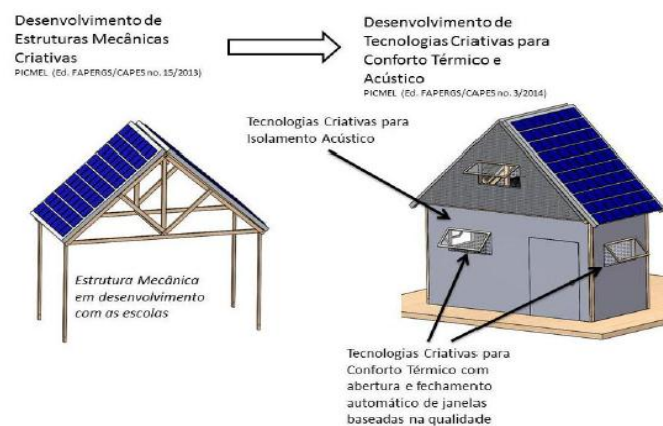 Desenvolvimento de
Estruturas Mecânicas
Criativas
PICMEL (Ed. FAPERGS/CAPES no. 15/2013)
Desenvolvimento de
Tecnologias Criativas para
Conforto Térmico e
Acústico
PICMEL (Ed. FAPERGS/CAPES no. 3/2014)
Tecnologias Criativas para
Isolamento Acústico
Estrutura Mecânica
em desenvolvimento
com as escolas
Tecnologias Criativas para
Conforto Térmico com
abertura e fechamento
automático de janelas
baseadas na qualidade